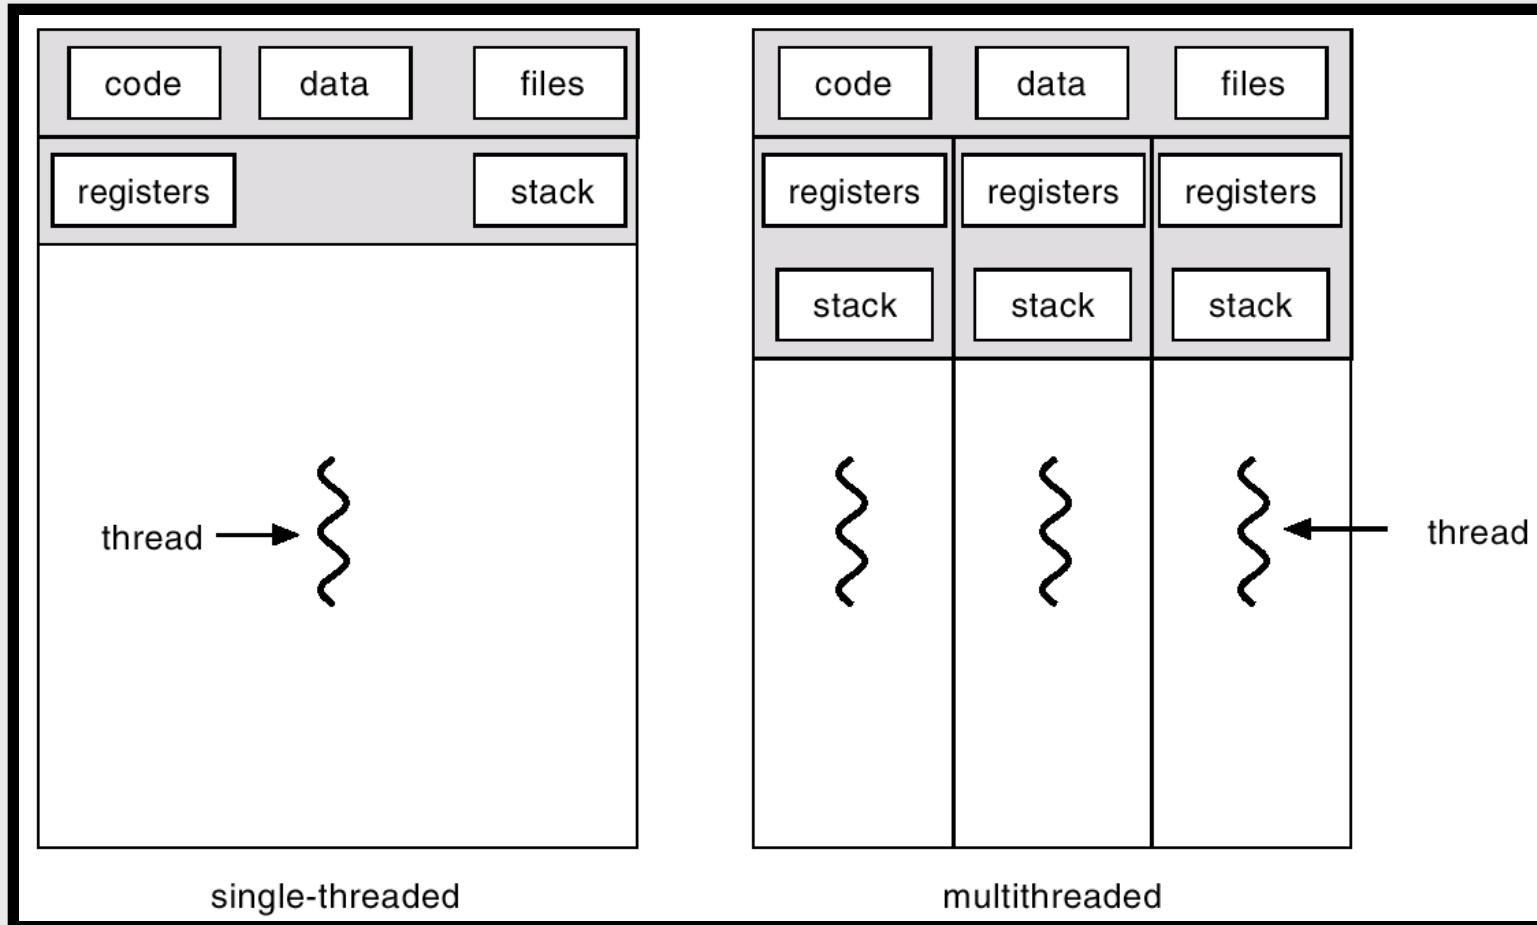 code data files
registers stack
thread
single-threaded
code data files
registers registers registers
stack stack stack
thread
multithreaded